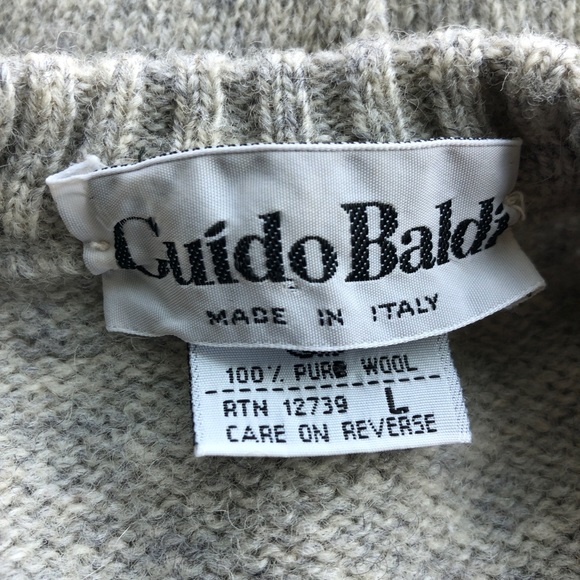 Guido Baldi
MADE IN ITALY
100% PURE WOOL
RTN 12739 L
CARE ON REVERSE